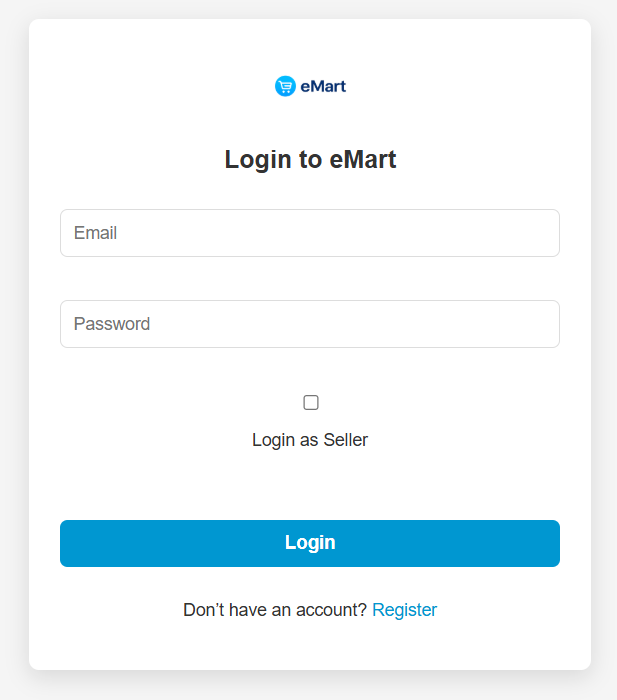 eMart
Login to eMart
Email
Password
Login as Seller
Login
Don’t have an account? Register